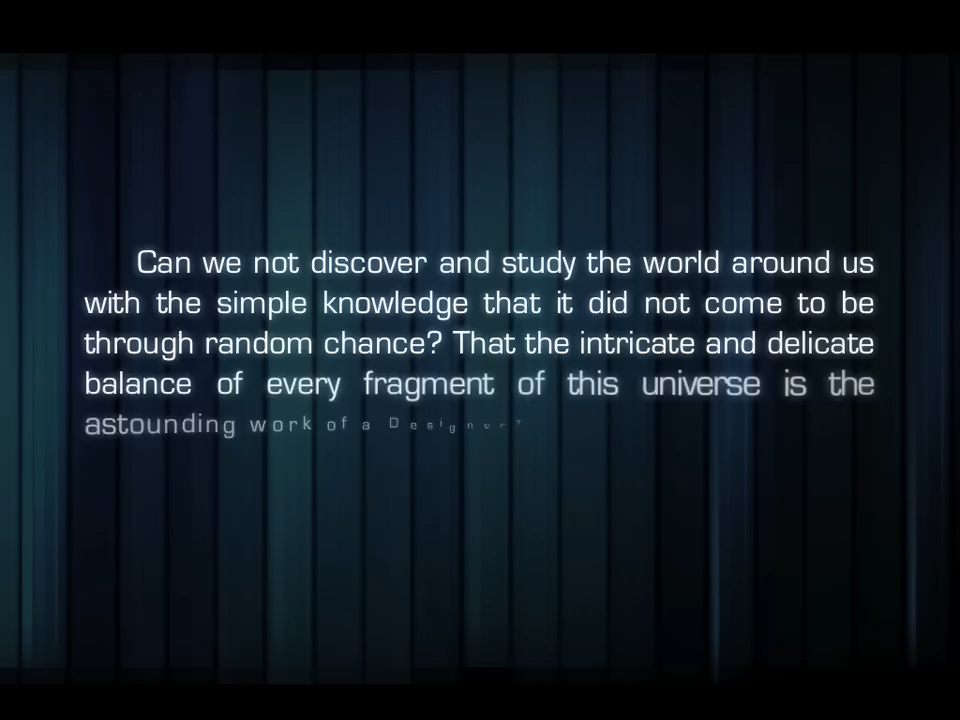 Can we not discover and study the world around us
with the simple knowledge that it did not come to be
through random chance? That the intricate and delicate
balance of every fragment of this universe is the
astounding work of a Designer?